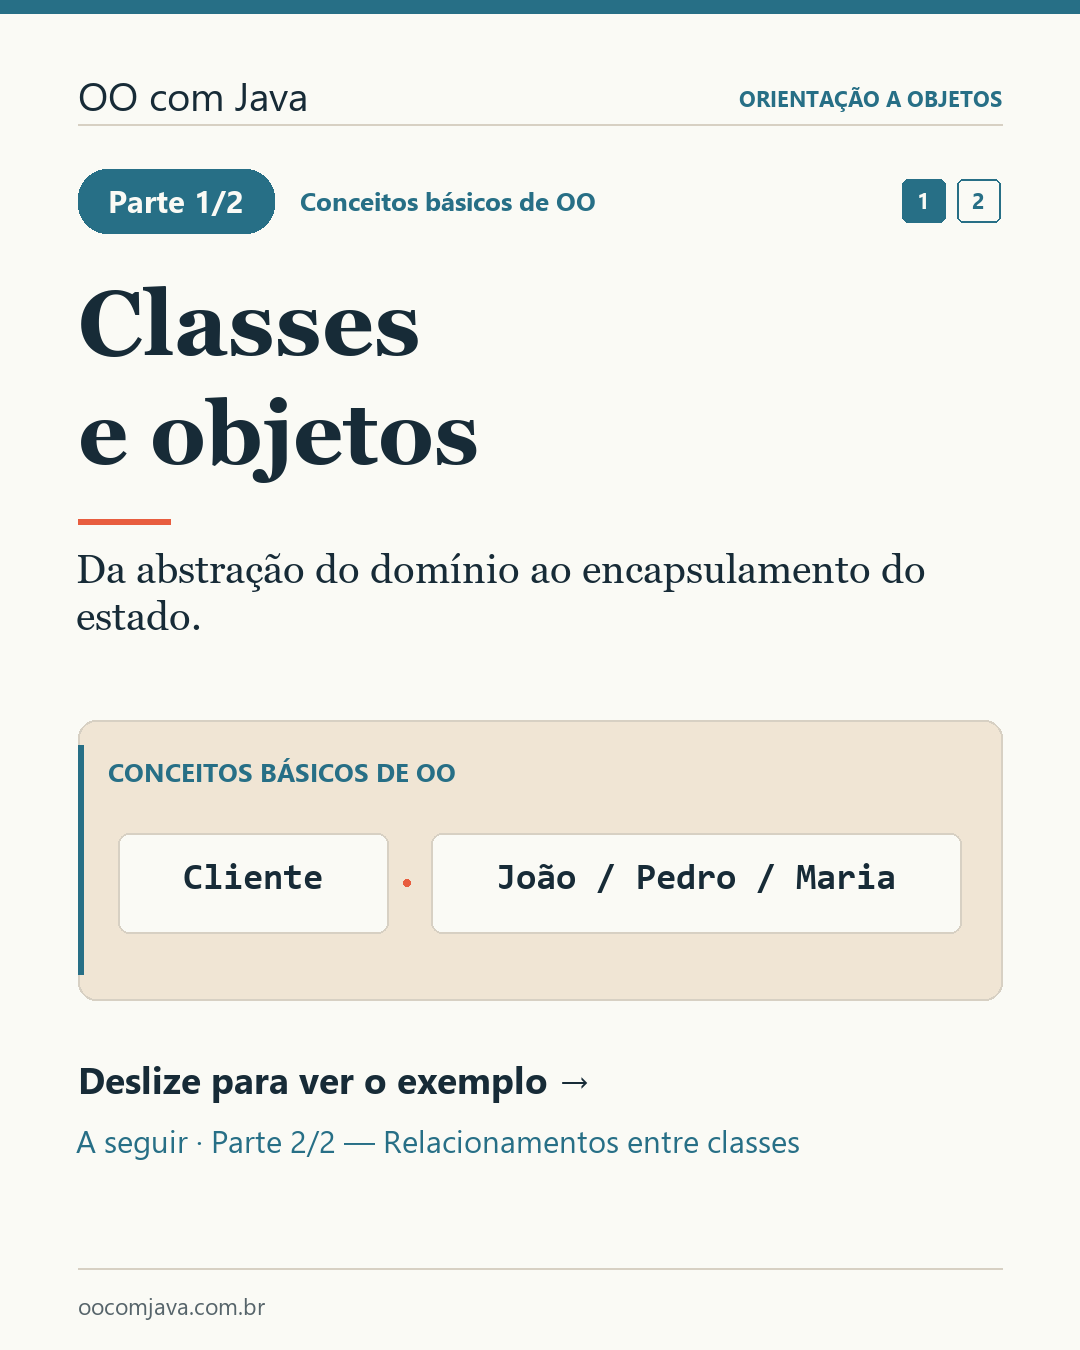 OO com Java
ORIENTAÇÃO A OBJETOS
Parte 1/2
Conceitos básicos de OO
1
2
Classes
e objetos
Da abstração do domínio ao encapsulamento do
estado.
CONCEITOS BÁSICOS DE OO
Cliente
João / Pedro / Maria
Deslize para ver o exemplo →
A seguir · Parte 2/2 — Relacionamentos entre classes
oocomjava.com.br